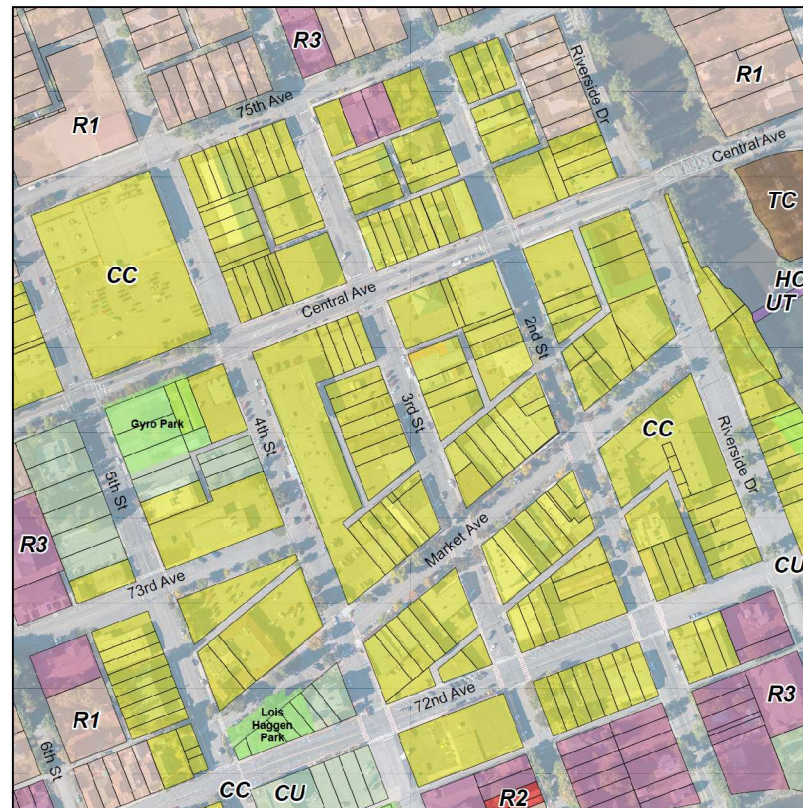 R3
75th Ave
Riverside Dr
R1
R1
Central Ave
TC
CC
HC
UT
Central Ave
2nd St
Gyro Park
4th St
3rd St
CC
Riverside Dr
5th St
R3
Market Ave
73rd Ave
CU
72nd Ave
R1
Lois
Haggen
Park
R3
6th St
CC
CU
R2